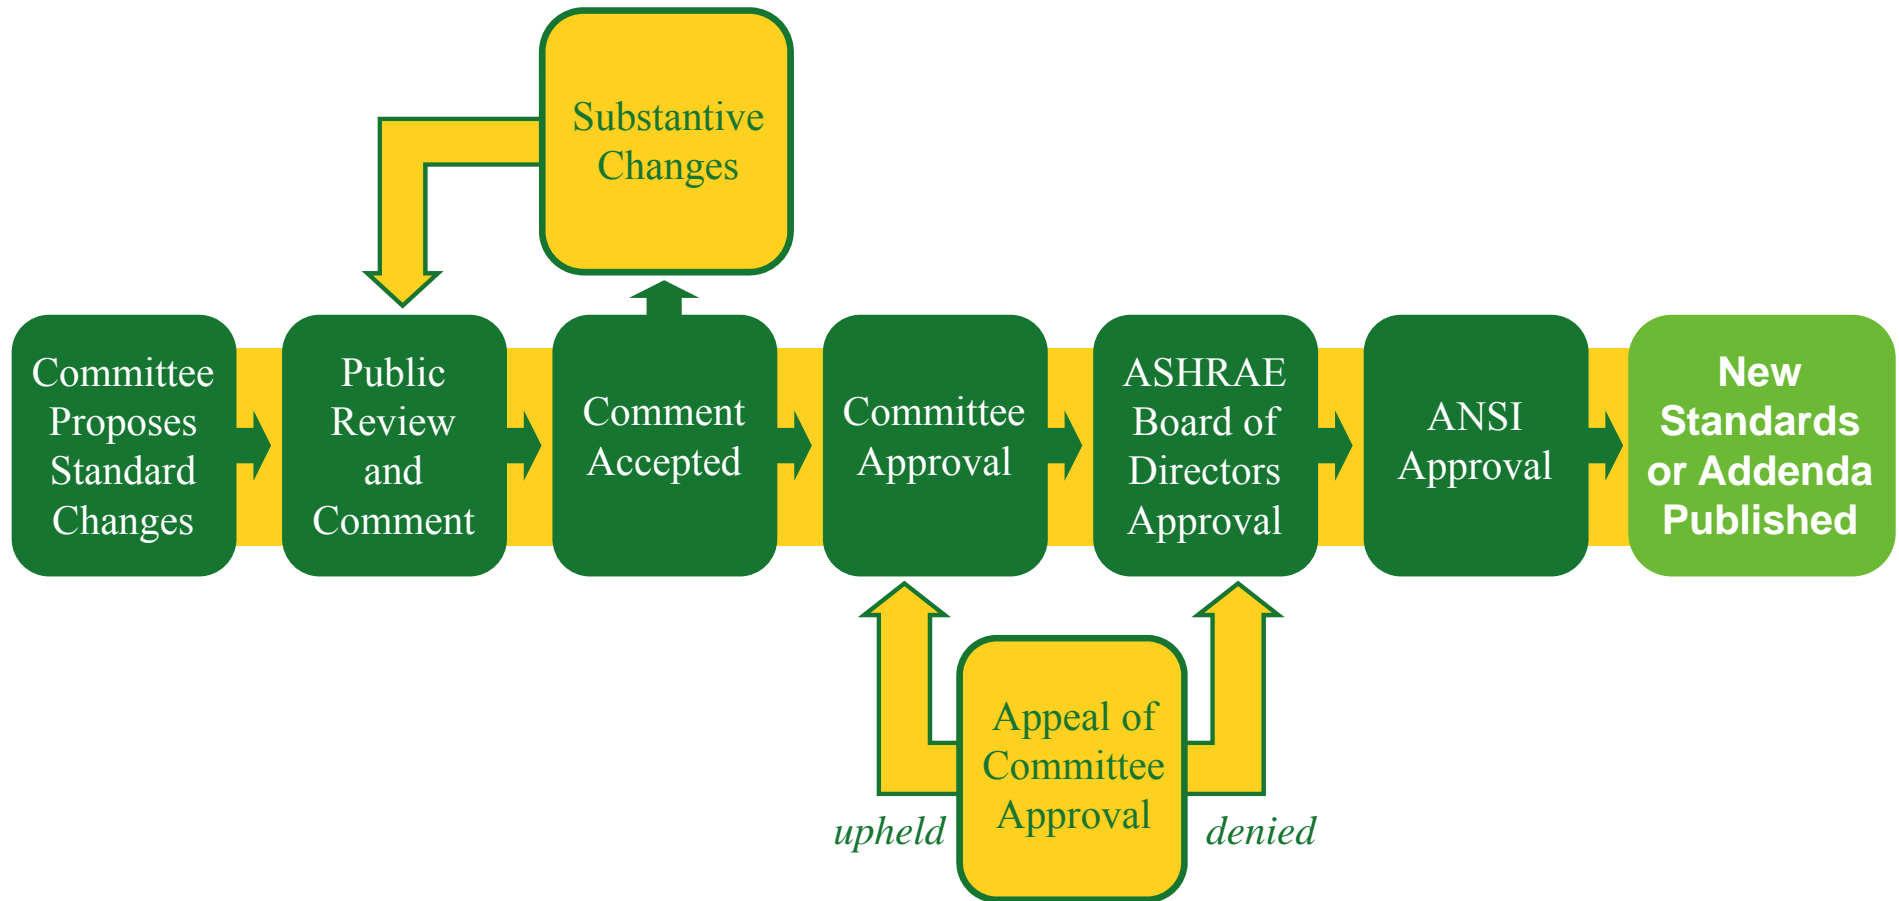 Substantive
Changes
Committee
Proposes
Standard
Changes
Public
Review
and
Comment
Comment
Accepted
Committee
Approval
ASHRAE
Board of
Directors
Approval
ANSI
Approval
New
Standards
or Addenda
Published
Appeal of
Committee
Approval
upheld
denied